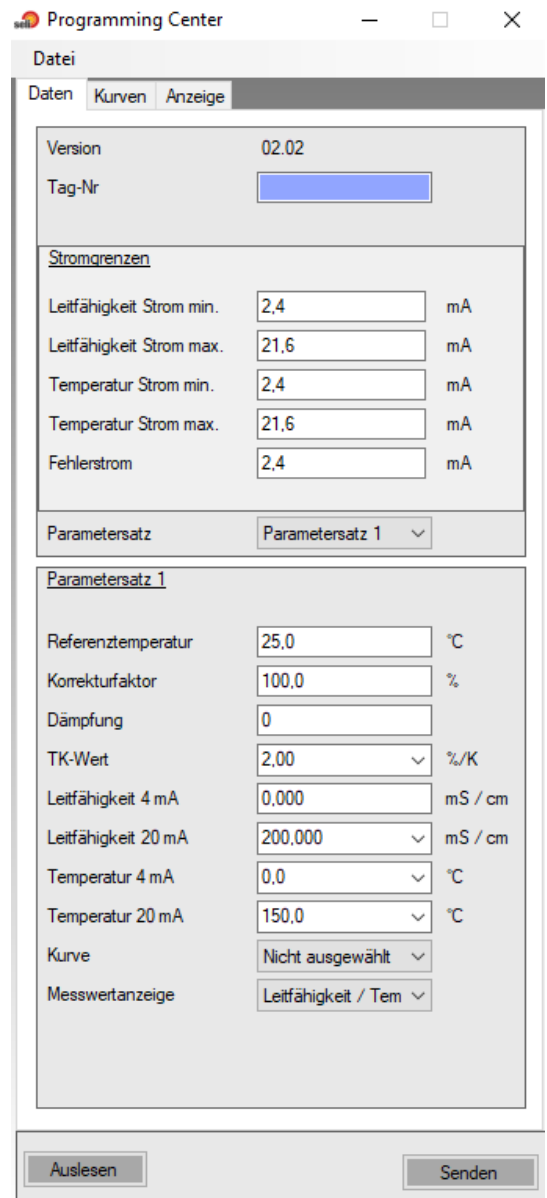 seli Programming Center
Datei
Daten Kurven Anzeige
Version 02.02
Tag-Nr
Stromgrenzen
Leitfähigkeit Strom min. 2,4 mA
Leitfähigkeit Strom max. 21,6 mA
Temperatur Strom min. 2,4 mA
Temperatur Strom max. 21,6 mA
Fehlerstrom 2,4 mA
Parametersatz Parametersatz 1
Parametersatz 1
Referenztemperatur 25,0 °C
Korrekturfaktor 100,0 %
Dämpfung 0
TK-Wert 2,00 %/K
Leitfähigkeit 4 mA 0,000 mS / cm
Leitfähigkeit 20 mA 200,000 mS / cm
Temperatur 4 mA 0,0 °C
Temperatur 20 mA 150,0 °C
Kurve Nicht ausgewählt
Messwertanzeige Leitfähigkeit / Tem
Auslesen Senden